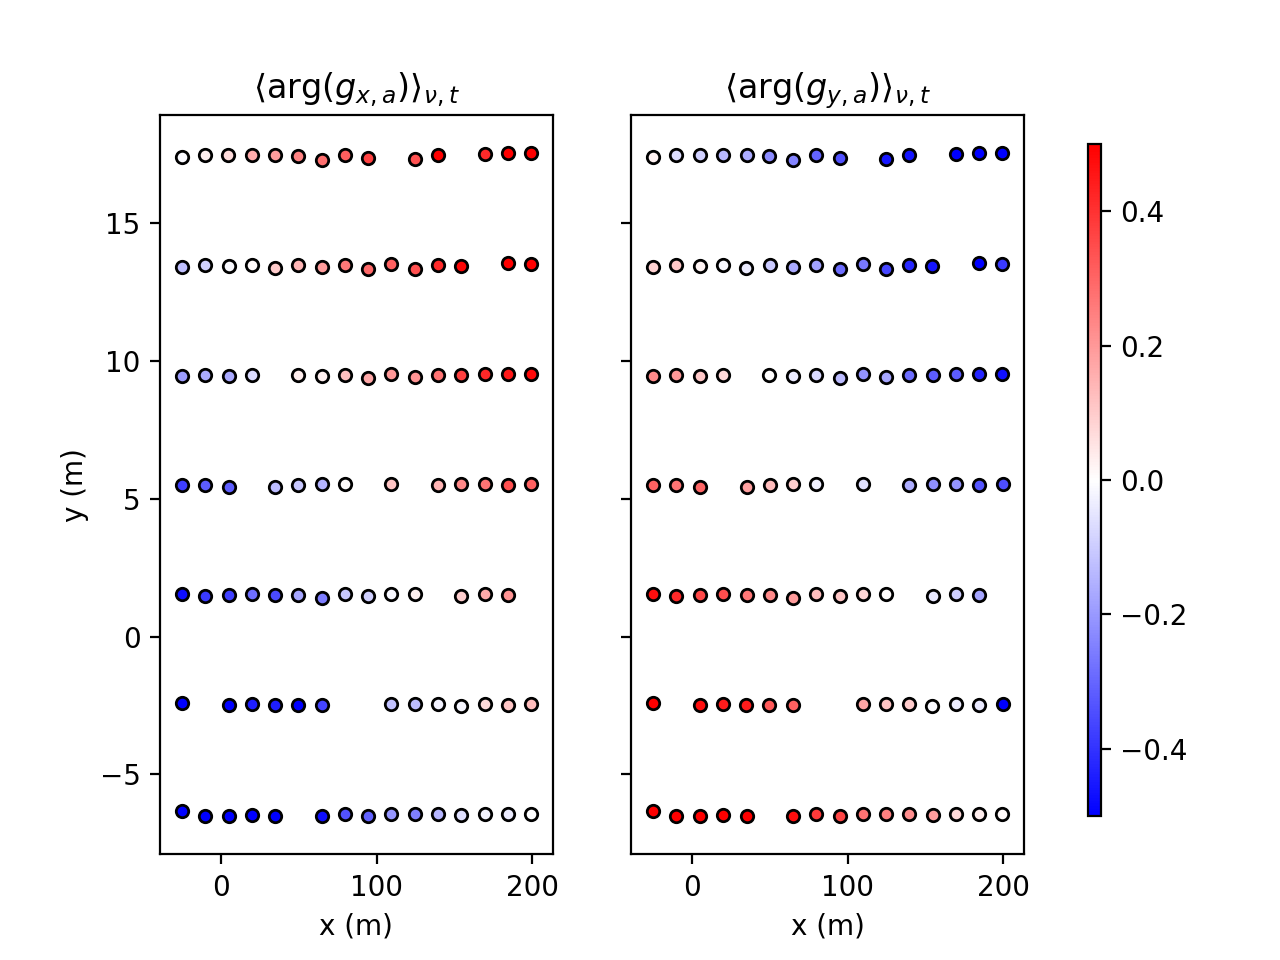 ⟨arg(g_{x,a})⟩_{ν,t}
⟨arg(g_{y,a})⟩_{ν,t}
15
10
5
0
−5
y (m)
0 100 200
x (m)
0 100 200
x (m)
0.4
0.2
0.0
−0.2
−0.4